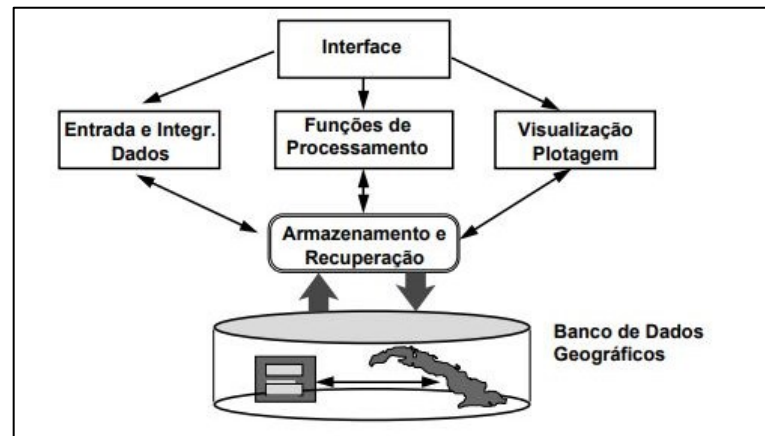 Interface
Entrada e Integr.
Dados
Funções de
Processamento
Visualização
Plotagem
Armazenamento e
Recuperação
Banco de Dados
Geográficos